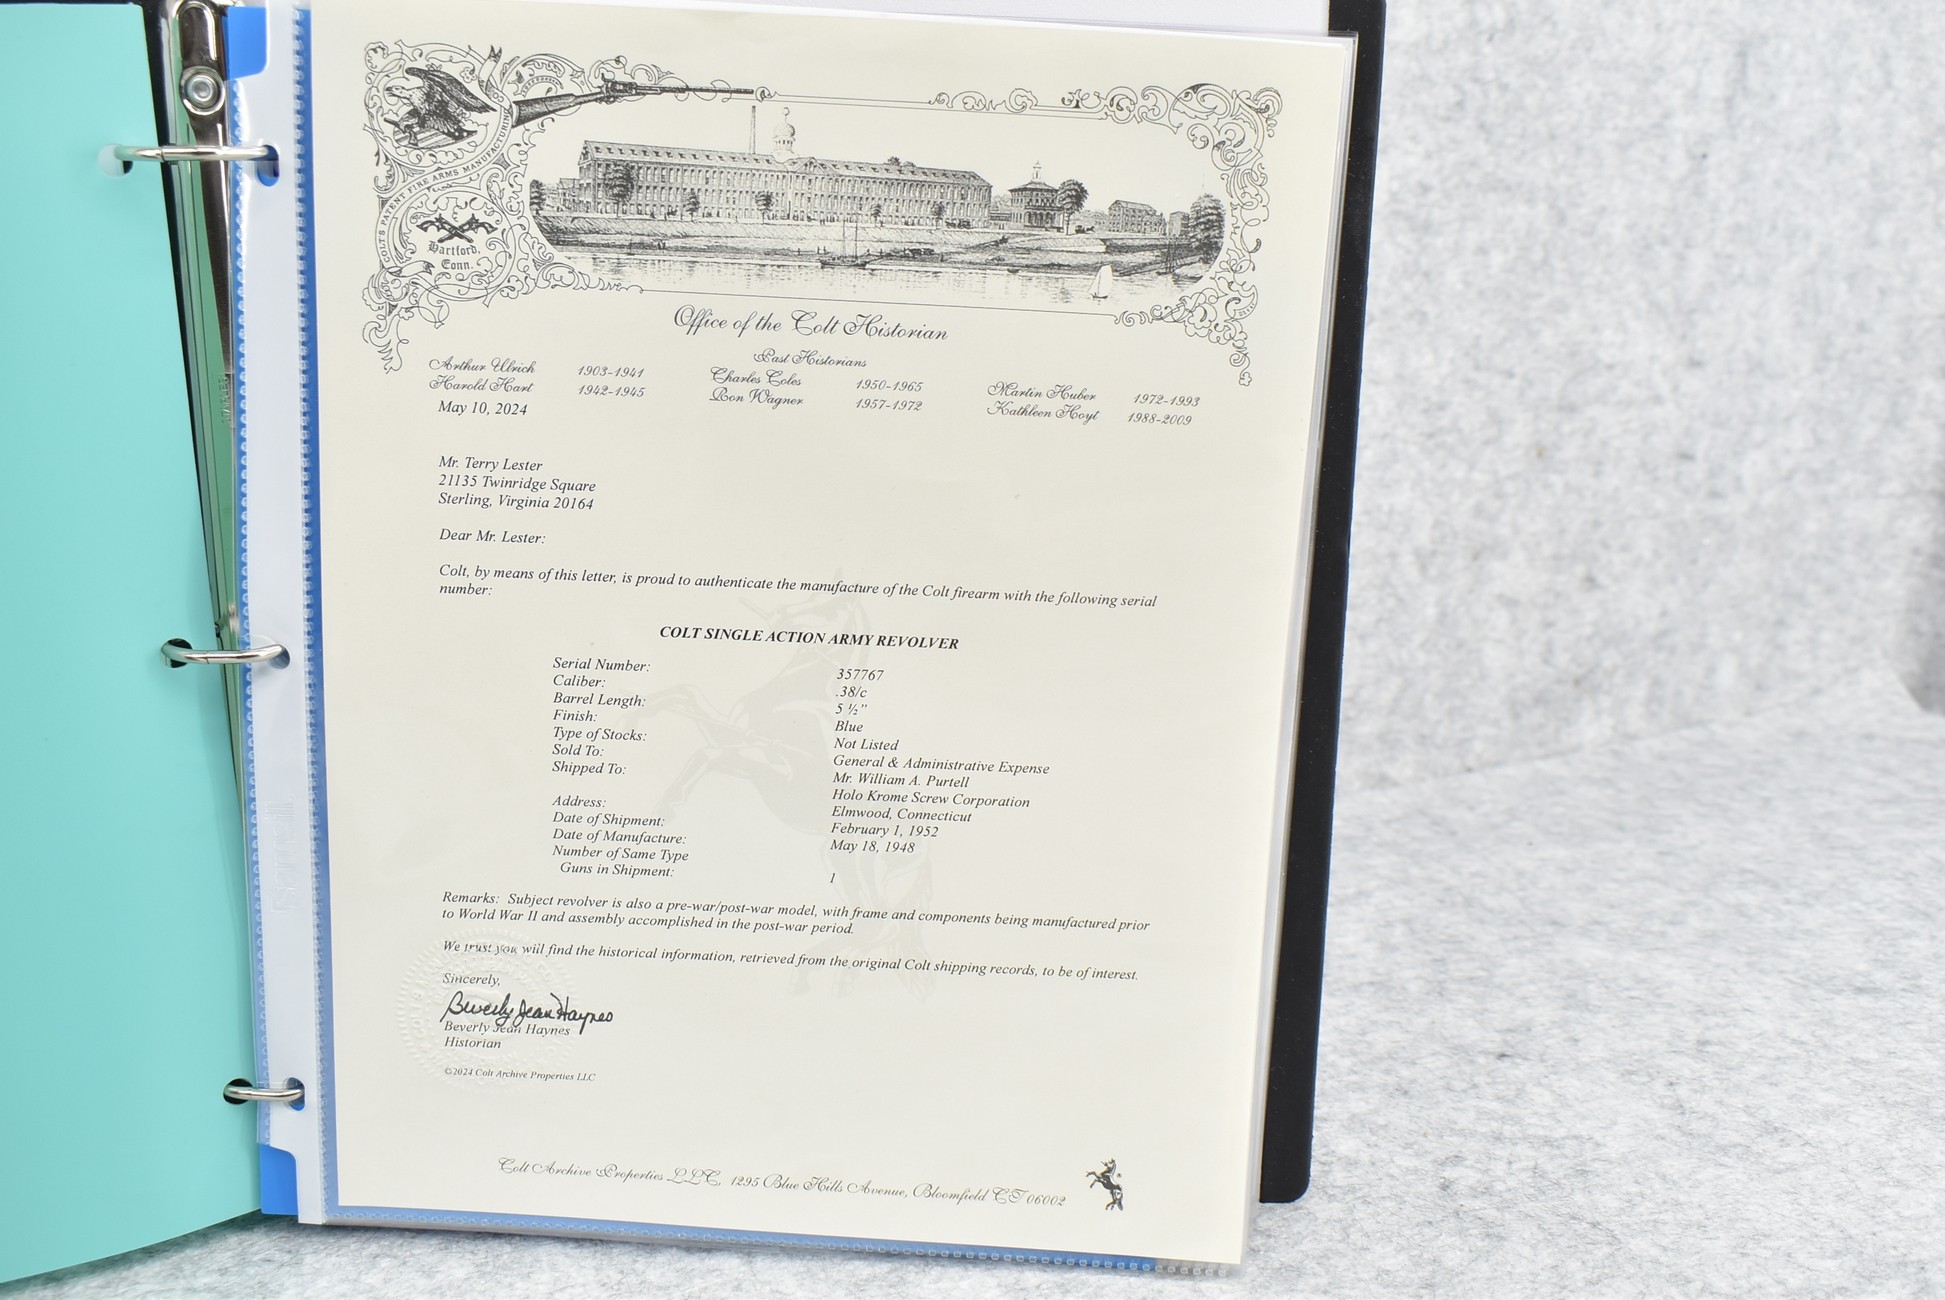 COLT'S PATENT FIRE ARMS MANUFACTURING CO.
Hartford,
Conn.
Office of the Colt Historian
Past Historians
Arthur Ulrich 1903-1941 Charles Coles 1950-1965 Martin Huber 1972-1993
Harold Hart 1942-1945 Ron Wagner 1957-1972 Kathleen Hoyt 1988-2009
May 10, 2024
Mr. Terry Lester
21135 Twinridge Square
Sterling, Virginia 20164
Dear Mr. Lester:
Colt, by means of this letter, is proud to authenticate the manufacture of the Colt firearm with the following serial
number:
COLT SINGLE ACTION ARMY REVOLVER
Serial Number: 357767
Caliber: .38/c
Barrel Length: 5 ½”
Finish: Blue
Type of Stocks: Not Listed
Sold To: General & Administrative Expense
Shipped To: Mr. William A. Purtell
Holo Krome Screw Corporation
Address: Elmwood, Connecticut
Date of Shipment: February 1, 1952
Date of Manufacture: May 18, 1948
Number of Same Type
Guns in Shipment: 1
Remarks: Subject revolver is also a pre-war/post-war model, with frame and components being manufactured prior
to World War II and assembly accomplished in the post-war period.
We trust you will find the historical information, retrieved from the original Colt shipping records, to be of interest.
Sincerely,
Beverly Jean Haynes
Beverly Jean Haynes
Historian
©2024 Colt Archive Properties LLC
Colt Archive Properties LLC, 1295 Blue Hills Avenue, Bloomfield CT 06002